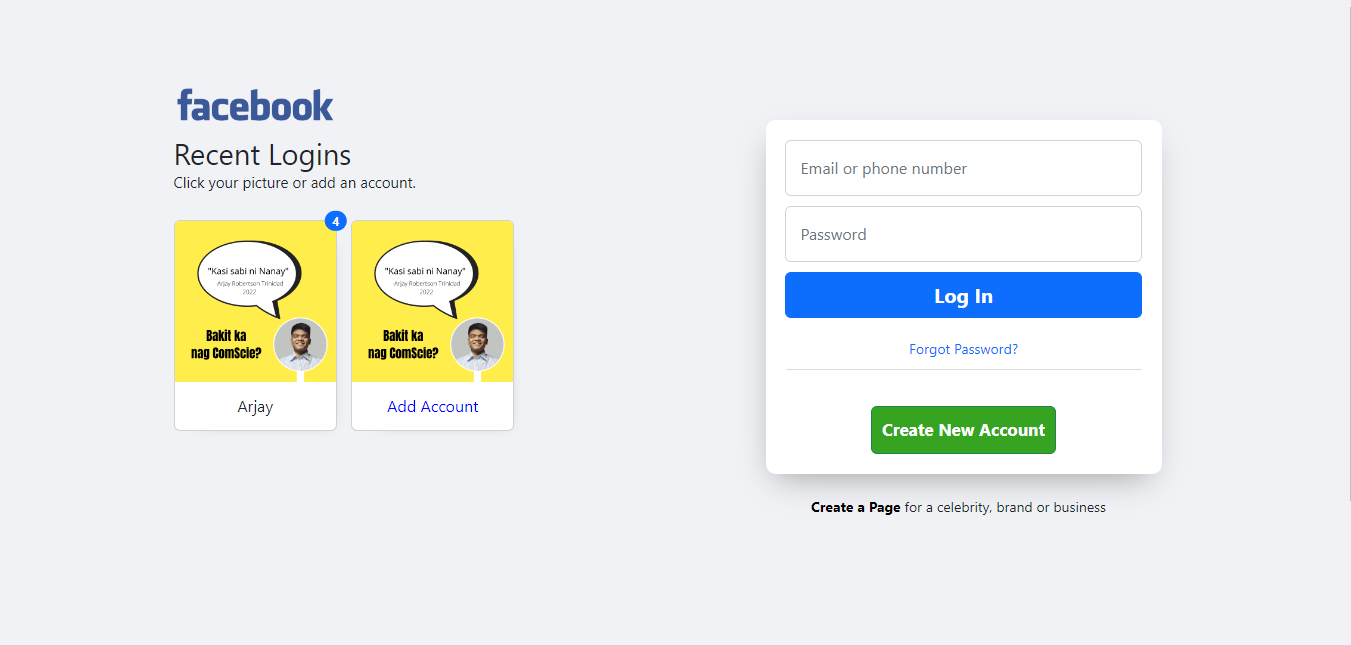 facebook
Recent Logins
Click your picture or add an account.
4
"Kasi sabi ni Nanay"
Arjay Robertson Trinidad
2022
Bakit ka
nag ComScie?
Arjay
"Kasi sabi ni Nanay"
Arjay Robertson Trinidad
2022
Bakit ka
nag ComScie?
Add Account
Email or phone number
Password
Log In
Forgot Password?
Create New Account
Create a Page for a celebrity, brand or business